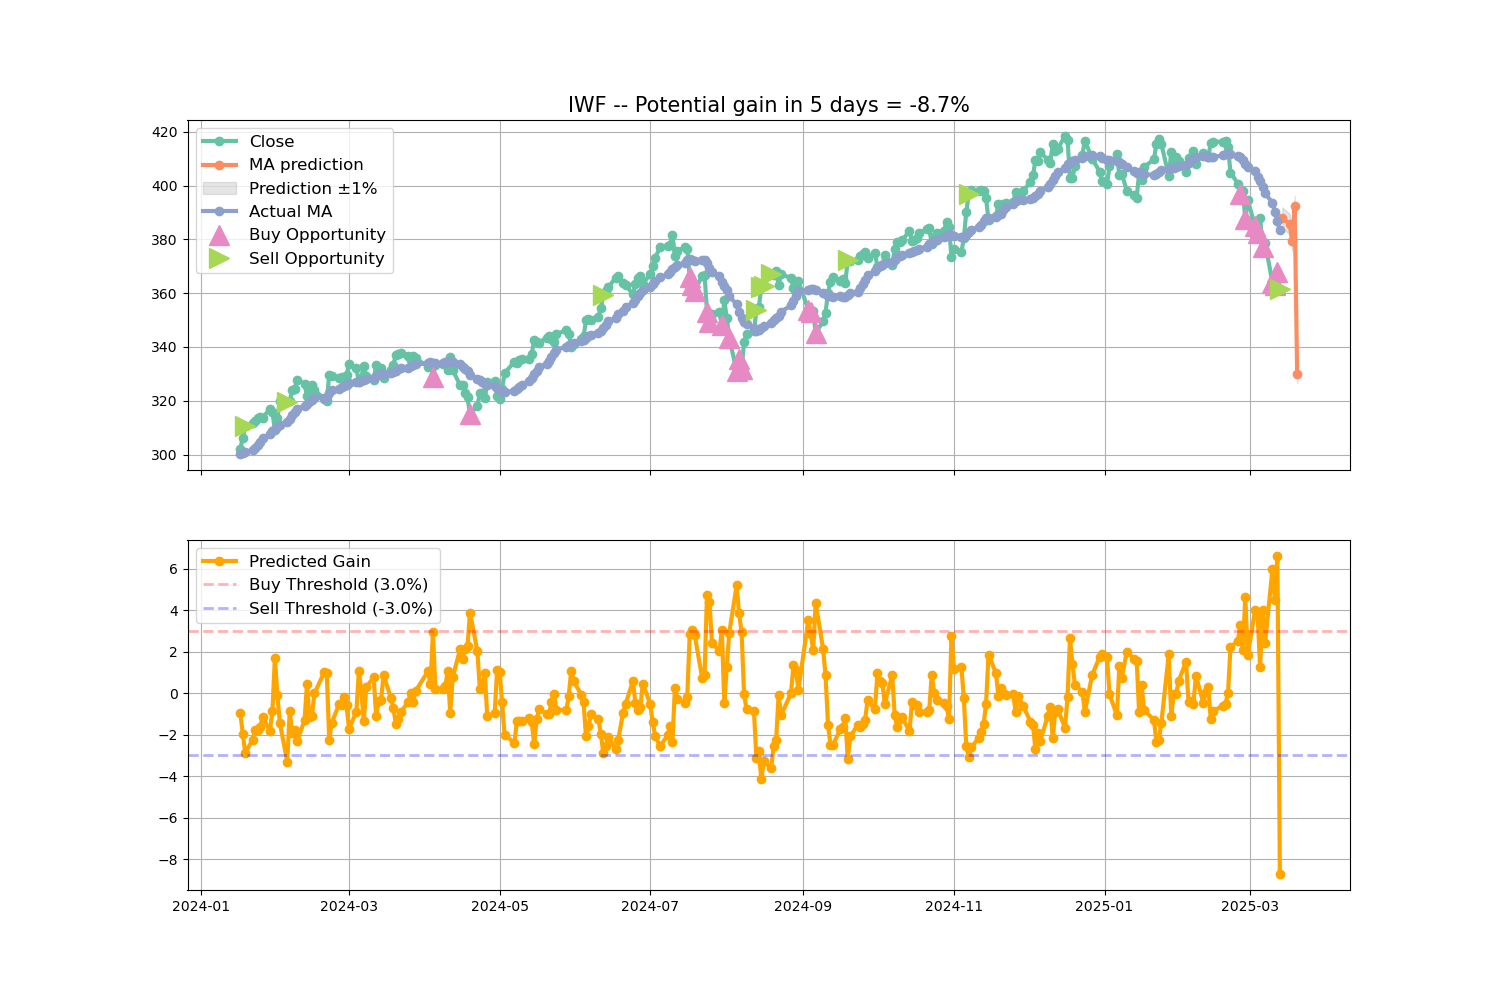 IWF -- Potential gain in 5 days = -8.7%
420
400
380
360
340
320
300
Close
MA prediction
Prediction ±1%
Actual MA
Buy Opportunity
Sell Opportunity
6
4
2
0
−2
−4
−6
−8
Predicted Gain
Buy Threshold (3.0%)
Sell Threshold (-3.0%)
2024-01
2024-03
2024-05
2024-07
2024-09
2024-11
2025-01
2025-03